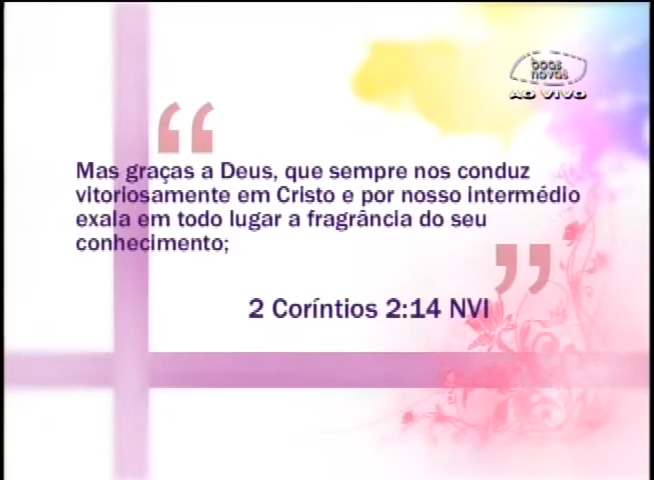 boas
novas
AO VIVO
“
Mas graças a Deus, que sempre nos conduz
vitoriosamente em Cristo e por nosso intermédio
exala em todo lugar a fragrância do seu
conhecimento;
”
2 Coríntios 2:14 NVI